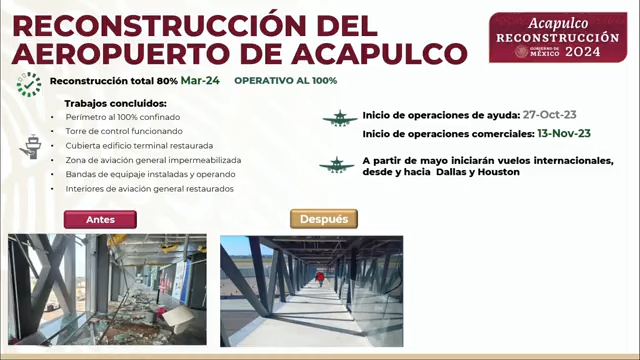 RECONSTRUCCIÓN DEL
AEROPUERTO DE ACAPULCO
Acapulco
RECONSTRUCCIÓN
GOBIERNO DE
MÉXICO 2024
Reconstrucción total 80% Mar-24 OPERATIVO AL 100%
Trabajos concluidos:
• Perímetro al 100% confinado
• Torre de control funcionando
• Cubierta edificio terminal restaurada
• Zona de aviación general impermeabilizada
• Bandas de equipaje instaladas y operando
• Interiores de aviación general restaurados
Inicio de operaciones de ayuda: 27-Oct-23
Inicio de operaciones comerciales: 13-Nov-23
A partir de mayo iniciarán vuelos internacionales,
desde y hacia Dallas y Houston
Antes
Después